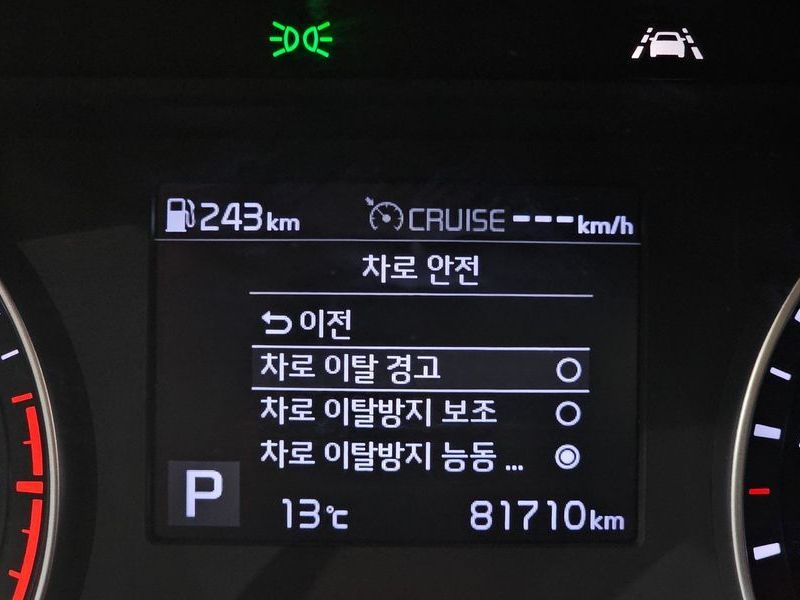 243km CRUISE ---km/h
차로 안전
이전
차로 이탈 경고
차로 이탈방지 보조
차로 이탈방지 능동 ...
P 13℃ 81710km